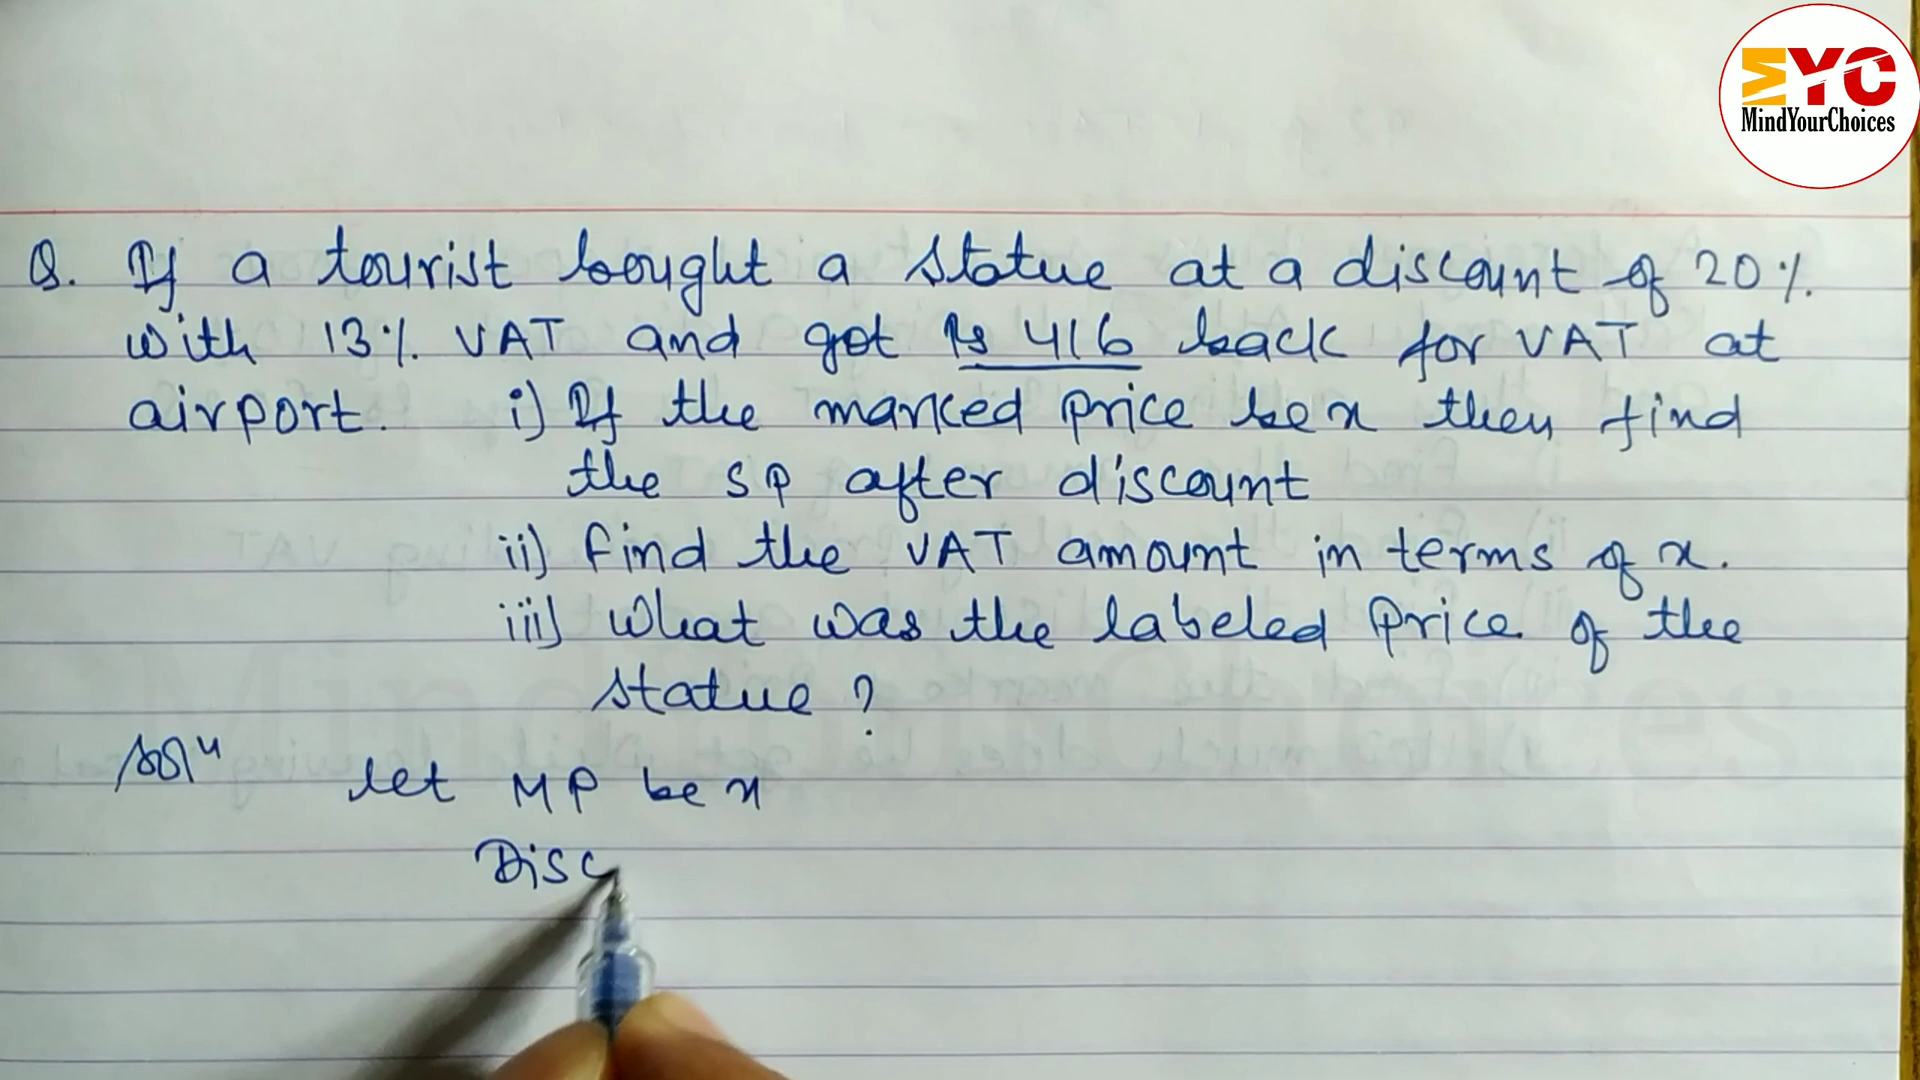 MYC
MindYourChoices
Q. If a tourist bought a statue at a discount of 20%
with 13% VAT and got Rs 416 back for VAT at
airport. i) If the marked price be x then find
the SP after discount
ii) find the VAT amount in terms of x.
iii) What was the labeled price of the
statue?
Solⁿ let MP be x
Disc